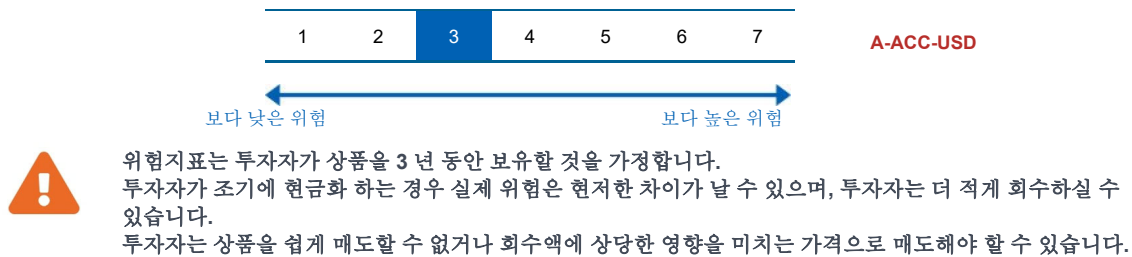 1 2 3 4 5 6 7 A-ACC-USD
보다 낮은 위험 보다 높은 위험
위험지표는 투자자가 상품을 3 년 동안 보유할 것을 가정합니다.
투자자가 조기에 현금화 하는 경우 실제 위험은 현저한 차이가 날 수 있으며, 투자자는 더 적게 회수하실 수
있습니다.
투자자는 상품을 쉽게 매도할 수 없거나 회수액에 상당한 영향을 미치는 가격으로 매도해야 할 수 있습니다.